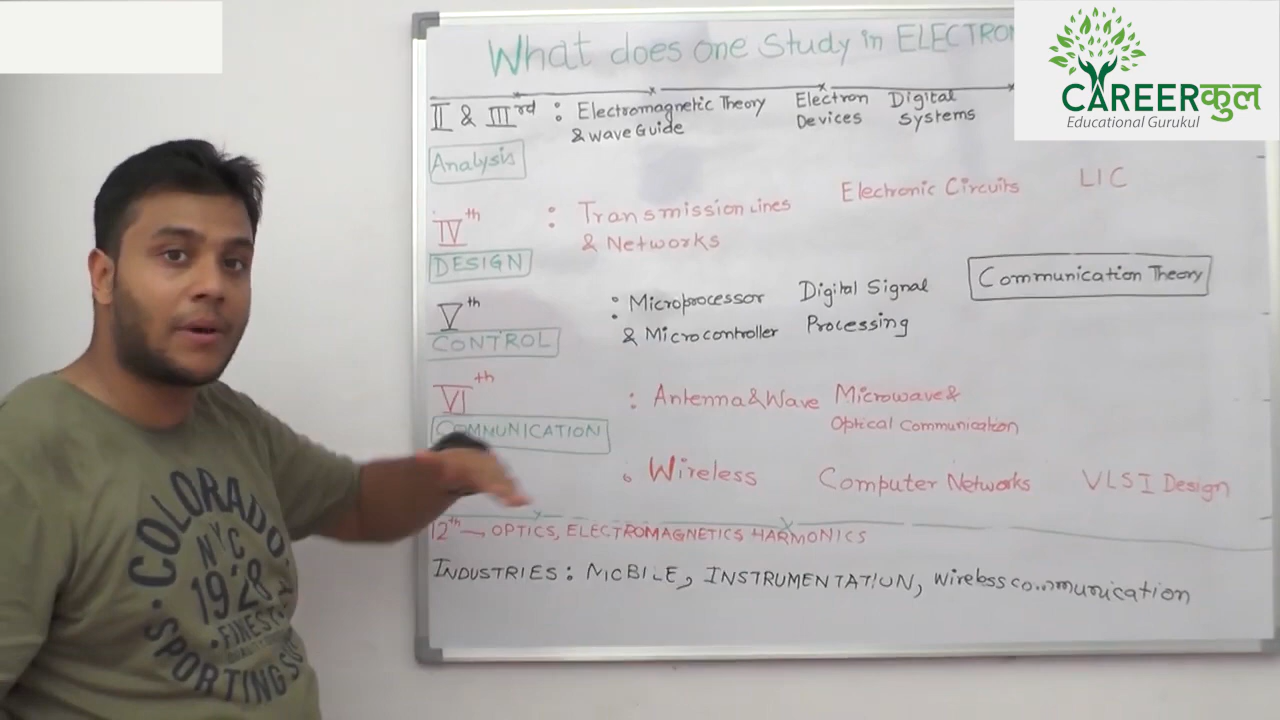 What does one Study in ELECTRON
CAREERकुल
Educational Gurukul
II & III rd : Electromagnetic Theory & Wave Guide Electron Devices Digital Systems
Analysis
IV th : Transmission Lines & Networks Electronic Circuits LIC
DESIGN
V th : Microprocessor & Microcontroller Digital Signal Processing Communication Theory
CONTROL
VI th : Antenna & Wave Microwave & Optical Communication
COMMUNICATION
: Wireless Computer Networks VLSI Design
12th → OPTICS, ELECTROMAGNETICS HARMONICS
INDUSTRIES : MOBILE, INSTRUMENTATION, Wireless communication
COLORADO
NYC
1928
FINEST
SPORTING